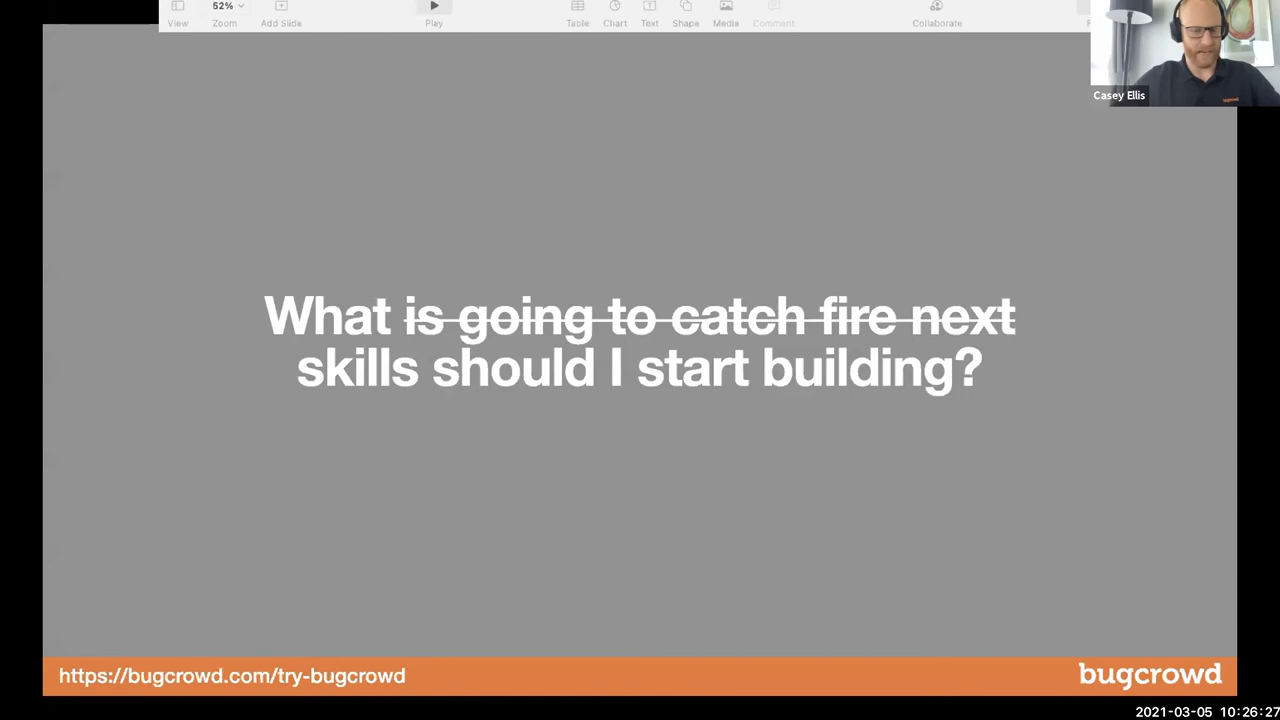 52%
View
Zoom
Add Slide
Play
Table
Chart
Text
Shape
Media
Comment
Collaborate
Casey Ellis
bugcrowd
What is going to catch fire next
skills should I start building?
https://bugcrowd.com/try-bugcrowd
bugcrowd
2021-03-05 10:26:27